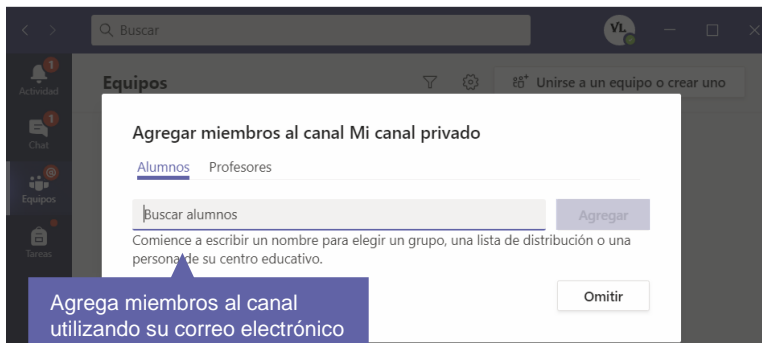 Buscar
VL
1
Actividad
Equipos
Unirse a un equipo o crear uno
1
Chat
@
Equipos
Tareas
Agregar miembros al canal Mi canal privado
Alumnos Profesores
Buscar alumnos
Agregar
Comience a escribir un nombre para elegir un grupo, una lista de distribución o una
persona de su centro educativo.
Omitir
Agrega miembros al canal
utilizando su correo electrónico